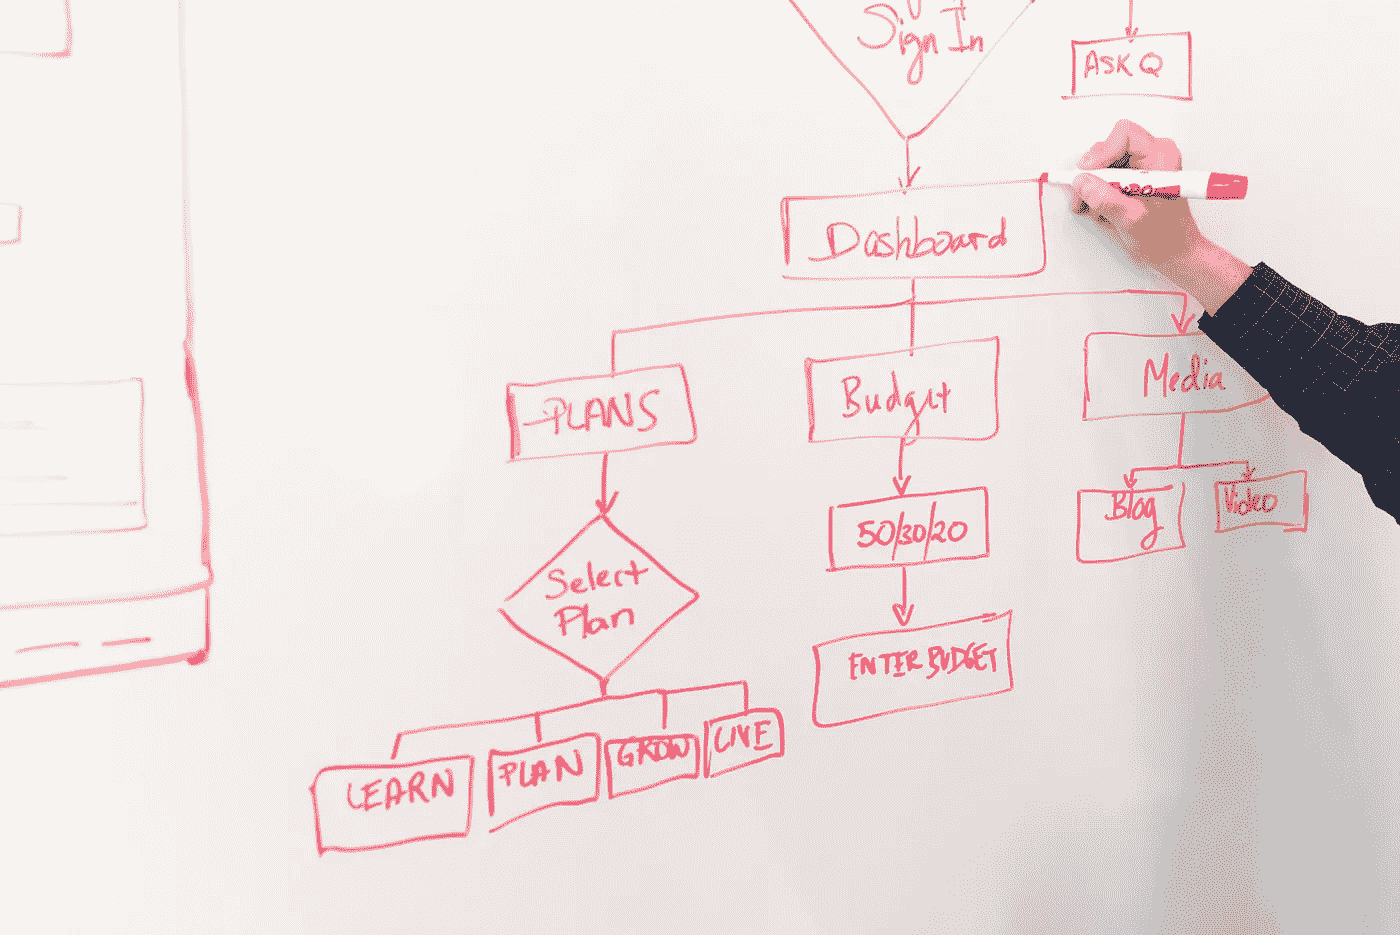 Sign In
ASK Q
Dashboard
PLANS
Budget
Media
50/30/20
Blog
Video
Select
Plan
ENTER BUDGET
LEARN
PLAN
GROW
LIVE